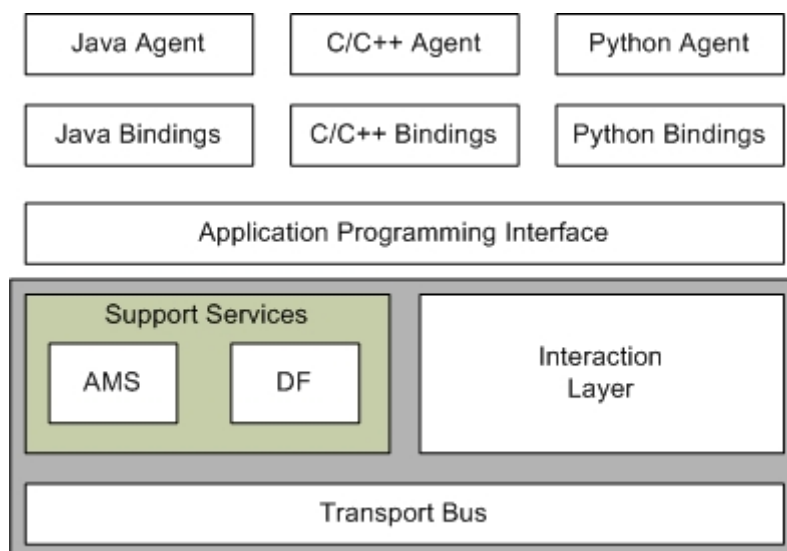 Java Agent
C/C++ Agent
Python Agent
Java Bindings
C/C++ Bindings
Python Bindings
Application Programming Interface
Support Services
AMS
DF
Interaction
Layer
Transport Bus